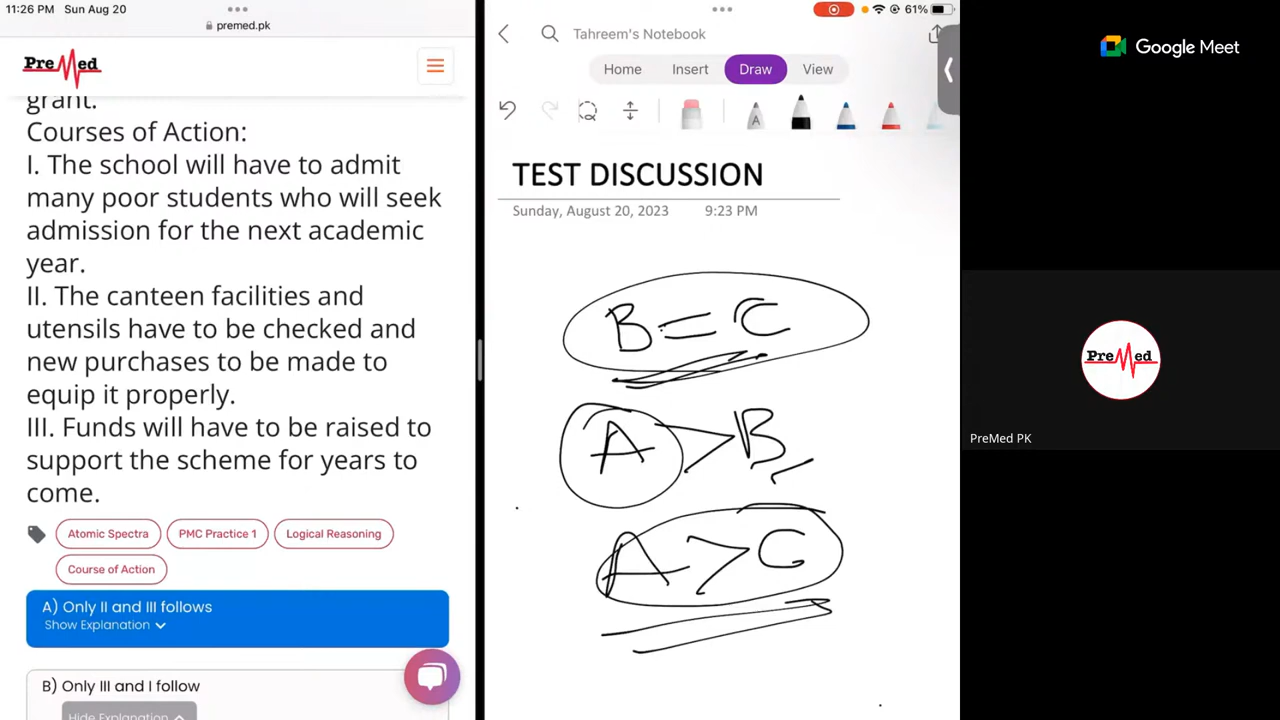 11:26 PM Sun Aug 20
premed.pk
PreMed
grant.
Courses of Action:
I. The school will have to admit
many poor students who will seek
admission for the next academic
year.
II. The canteen facilities and
utensils have to be checked and
new purchases to be made to
equip it properly.
III. Funds will have to be raised to
support the scheme for years to
come.
Atomic Spectra
PMC Practice 1
Logical Reasoning
Course of Action
A) Only II and III follows
Show Explanation
B) Only III and I follow
Hide Explanation
61%
Tahreem's Notebook
Home Insert Draw View
A
TEST DISCUSSION
Sunday, August 20, 2023 9:23 PM
B = C
A > B
A > C
Google Meet
PreMed
PreMed PK